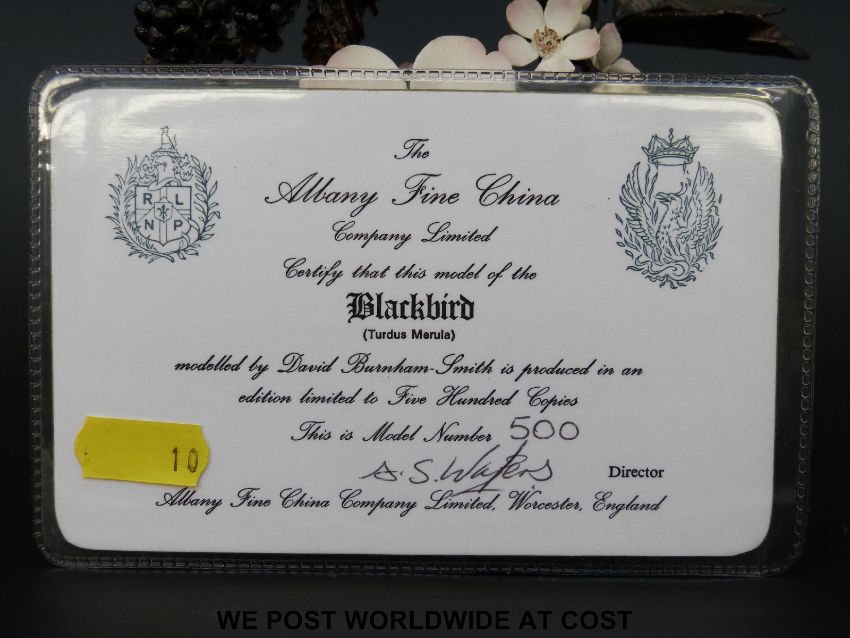 The
Albany Fine China
Company Limited
Certify that this model of the
Blackbird
(Turdus Merula)
modelled by David Burnham-Smith is produced in an
edition limited to Five Hundred Copies
This is Model Number 500
A. S. Waters
Director
Albany Fine China Company Limited, Worcester, England
R L
N P
10
WE POST WORLDWIDE AT COST